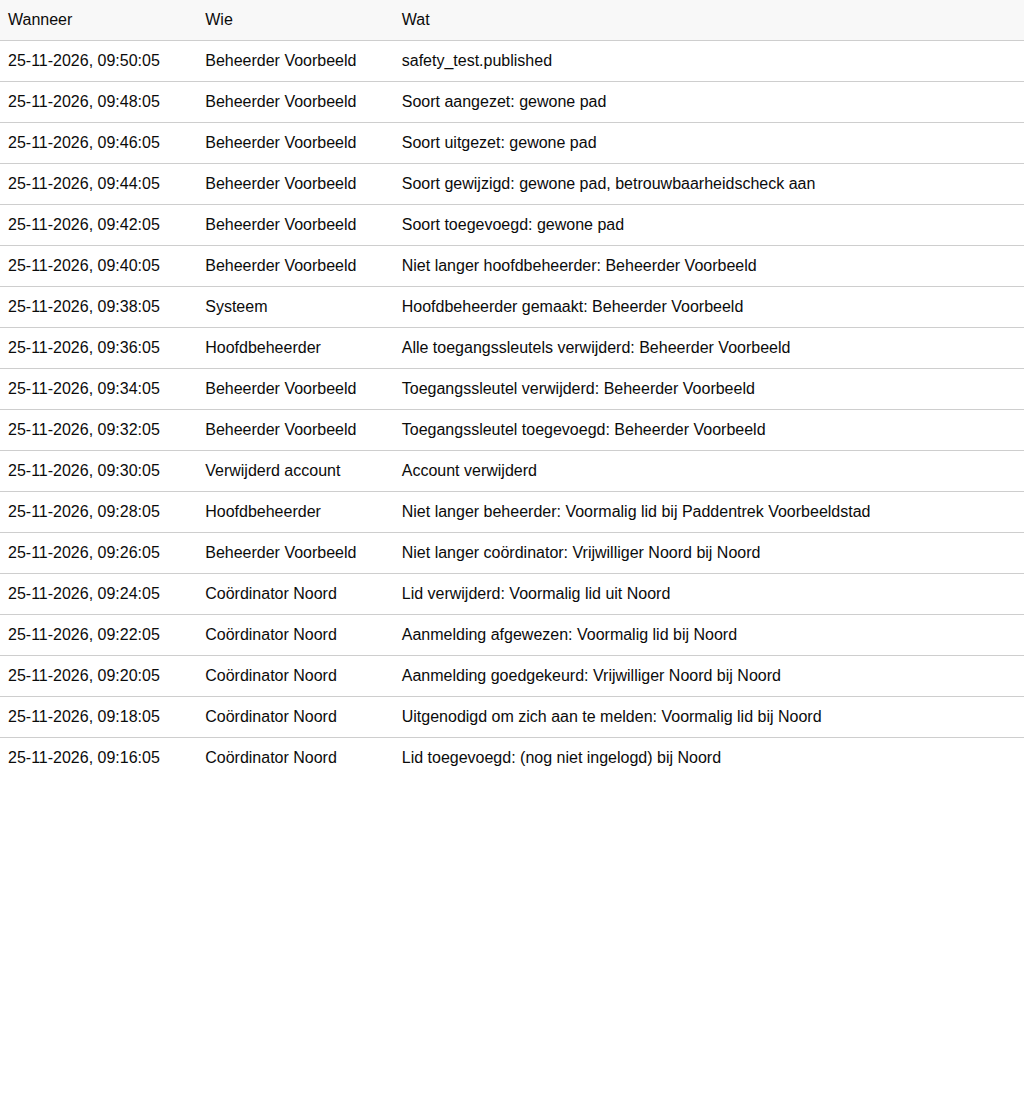 Wanneer Wie Wat
25-11-2026, 09:50:05 Beheerder Voorbeeld safety_test.published
25-11-2026, 09:48:05 Beheerder Voorbeeld Soort aangezet: gewone pad
25-11-2026, 09:46:05 Beheerder Voorbeeld Soort uitgezet: gewone pad
25-11-2026, 09:44:05 Beheerder Voorbeeld Soort gewijzigd: gewone pad, betrouwbaarheidscheck aan
25-11-2026, 09:42:05 Beheerder Voorbeeld Soort toegevoegd: gewone pad
25-11-2026, 09:40:05 Beheerder Voorbeeld Niet langer hoofdbeheerder: Beheerder Voorbeeld
25-11-2026, 09:38:05 Systeem Hoofdbeheerder gemaakt: Beheerder Voorbeeld
25-11-2026, 09:36:05 Hoofdbeheerder Alle toegangssleutels verwijderd: Beheerder Voorbeeld
25-11-2026, 09:34:05 Beheerder Voorbeeld Toegangssleutel verwijderd: Beheerder Voorbeeld
25-11-2026, 09:32:05 Beheerder Voorbeeld Toegangssleutel toegevoegd: Beheerder Voorbeeld
25-11-2026, 09:30:05 Verwijderd account Account verwijderd
25-11-2026, 09:28:05 Hoofdbeheerder Niet langer beheerder: Voormalig lid bij Paddentrek Voorbeeldstad
25-11-2026, 09:26:05 Beheerder Voorbeeld Niet langer coördinator: Vrijwilliger Noord bij Noord
25-11-2026, 09:24:05 Coördinator Noord Lid verwijderd: Voormalig lid uit Noord
25-11-2026, 09:22:05 Coördinator Noord Aanmelding afgewezen: Voormalig lid bij Noord
25-11-2026, 09:20:05 Coördinator Noord Aanmelding goedgekeurd: Vrijwilliger Noord bij Noord
25-11-2026, 09:18:05 Coördinator Noord Uitgenodigd om zich aan te melden: Voormalig lid bij Noord
25-11-2026, 09:16:05 Coördinator Noord Lid toegevoegd: (nog niet ingelogd) bij Noord